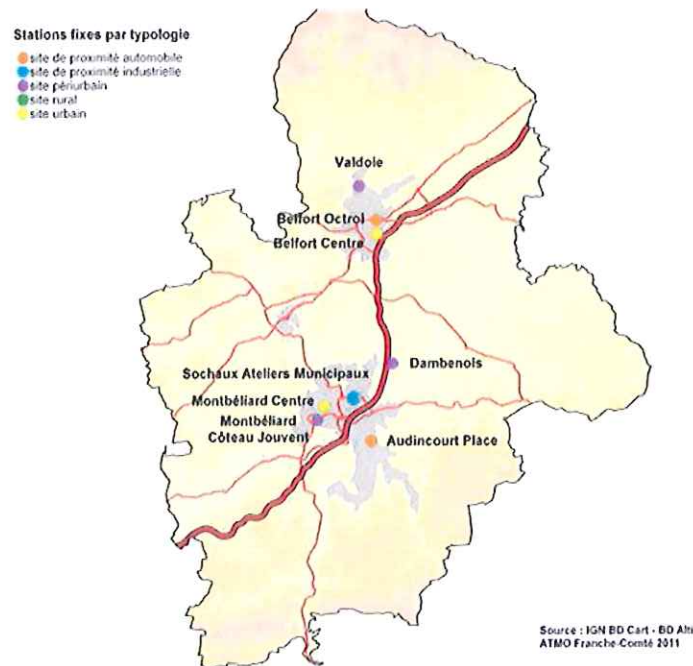 Stations fixes par typologie
site de proximité automobile
site de proximité industrielle
site périurbain
site rural
site urbain
Valdoie
Belfort Octroi
Belfort Centre
Dambenois
Sochaux Ateliers Municipaux
Montbéliard Centre
Montbéliard
Côteau Jouvent
Audincourt Place
Source : IGN BD Cart - BD Alti
ATMO Franche-Comté 2011